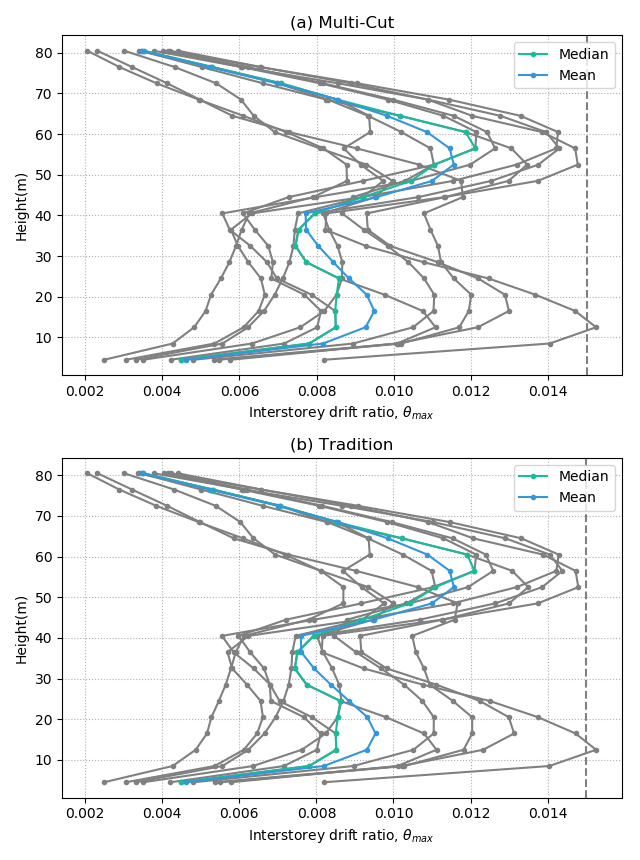 (a) Multi-Cut
80
70
60
50
40
30
20
10
Height(m)
Median
Mean
0.002 0.004 0.006 0.008 0.010 0.012 0.014
Interstorey drift ratio, θmax
(b) Tradition
80
70
60
50
40
30
20
10
Height(m)
Median
Mean
0.002 0.004 0.006 0.008 0.010 0.012 0.014
Interstorey drift ratio, θmax